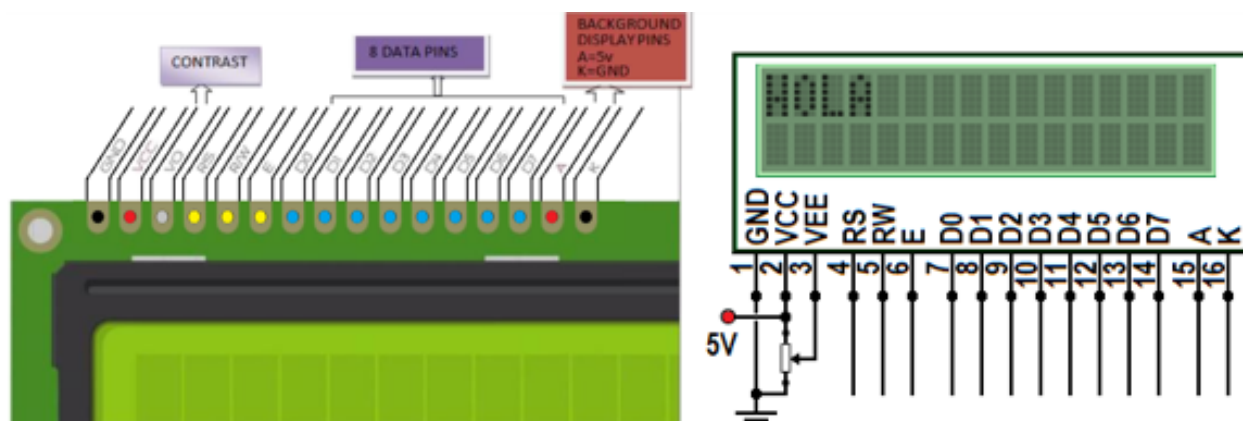 CONTRAST
8 DATA PINS
BACKGROUND
DISPLAY PINS
A=5v
K=GND
GND VCC VO RS R/W E D0 D1 D2 D3 D4 D5 D6 D7 A K
HOLA
GND VCC VEE RS RW E D0 D1 D2 D3 D4 D5 D6 D7 A K
1 2 3 4 5 6 7 8 9 10 11 12 13 14 15 16
5V